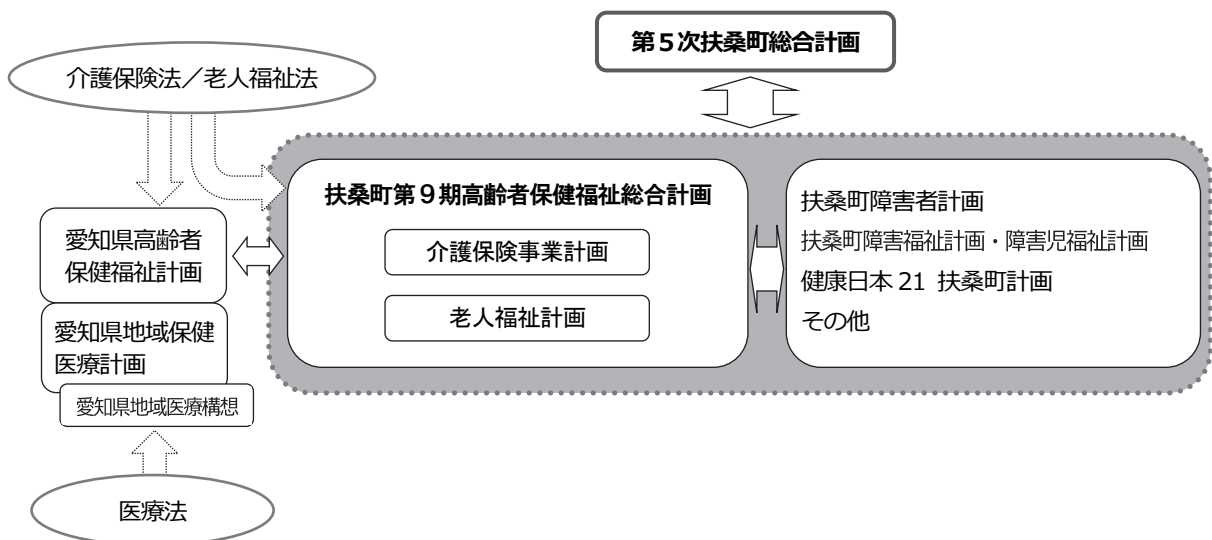 第5次扶桑町総合計画
介護保険法／老人福祉法
扶桑町第９期高齢者保健福祉総合計画
介護保険事業計画
老人福祉計画
扶桑町障害者計画
扶桑町障害福祉計画・障害児福祉計画
健康日本 21 扶桑町計画
その他
愛知県高齢者
保健福祉計画
愛知県地域保健
医療計画
愛知県地域医療構想
医療法